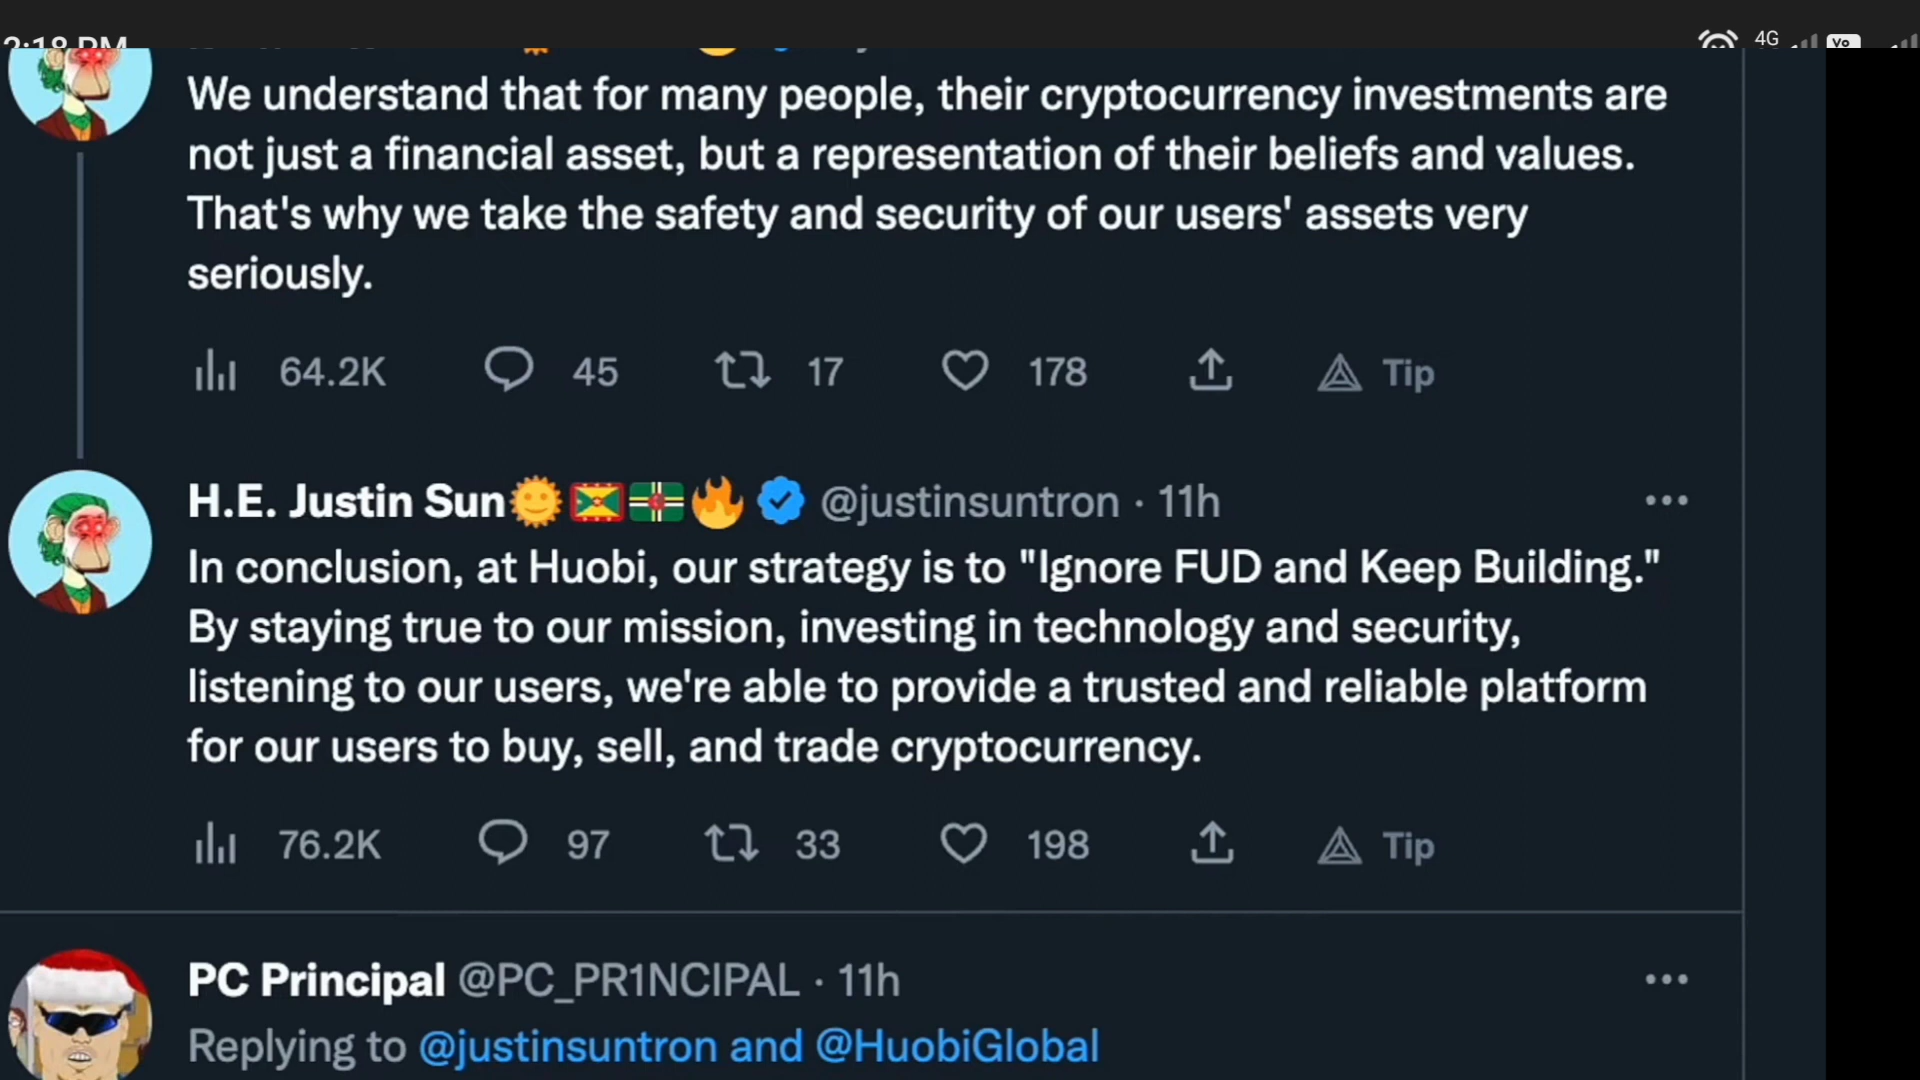 2:18 PM
4G
Vo
We understand that for many people, their cryptocurrency investments are
not just a financial asset, but a representation of their beliefs and values.
That's why we take the safety and security of our users' assets very
seriously.
64.2K 45 17 178 Tip
H.E. Justin Sun🌞🇬🇩🇩🇲🔥 @justinsuntron · 11h
In conclusion, at Huobi, our strategy is to "Ignore FUD and Keep Building."
By staying true to our mission, investing in technology and security,
listening to our users, we're able to provide a trusted and reliable platform
for our users to buy, sell, and trade cryptocurrency.
76.2K 97 33 198 Tip
PC Principal @PC_PR1NCIPAL · 11h
Replying to @justinsuntron and @HuobiGlobal